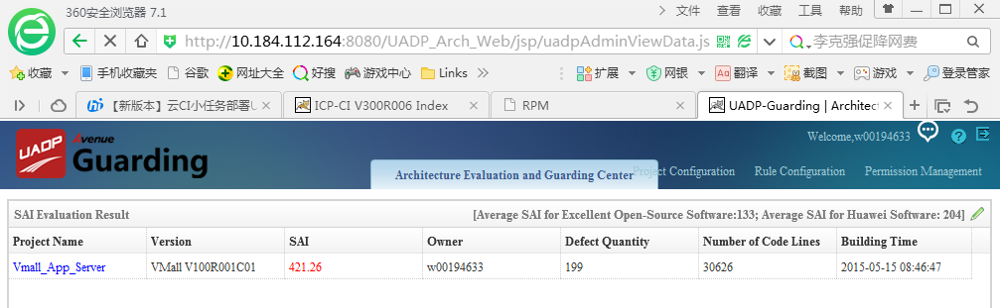 360安全浏览器 7.1
文件 查看 收藏 工具 帮助
http://10.184.112.164:8080/UADP_Arch_Web/jsp/uadpAdminViewData.js
李克强促降网费
收藏 手机收藏夹 谷歌 网址大全 好搜 游戏中心 Links 扩展 网银 Aa 翻译 截图 游戏 登录管家
【新版本】云CI小任务部署 ICP-CI V300R006 Index RPM UADP-Guarding | Architec
UADP
Avenue
Guarding
Welcome,w00194633
Architecture Evaluation and Guarding Center Project Configuration Rule Configuration Permission Management
SAI Evaluation Result [Average SAI for Excellent Open-Source Software:133; Average SAI for Huawei Software: 204]
Project Name Version SAI Owner Defect Quantity Number of Code Lines Building Time
Vmall_App_Server VMall V100R001C01 421.26 w00194633 199 30626 2015-05-15 08:46:47